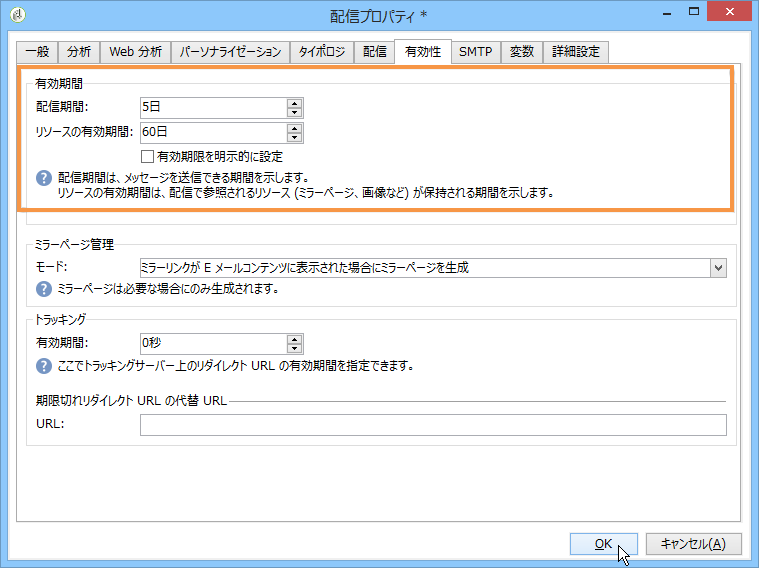 配信プロパティ *
一般 分析 Web 分析 パーソナライゼーション タイポロジ 配信 有効性 SMTP 変数 詳細設定
有効期間
配信期間: 5日
リソースの有効期間: 60日
有効期限を明示的に設定
配信期間は、メッセージを送信できる期間を示します。
リソースの有効期間は、配信で参照されるリソース (ミラーページ、画像など) が保持される期間を示します。
ミラーページ管理
モード: ミラーリンクが E メールコンテンツに表示された場合にミラーページを生成
ミラーページは必要な場合にのみ生成されます。
トラッキング
有効期間: 0秒
ここでトラッキングサーバー上のリダイレクト URL の有効期間を指定できます。
期限切れリダイレクト URL の代替 URL
URL:
OK キャンセル(A)